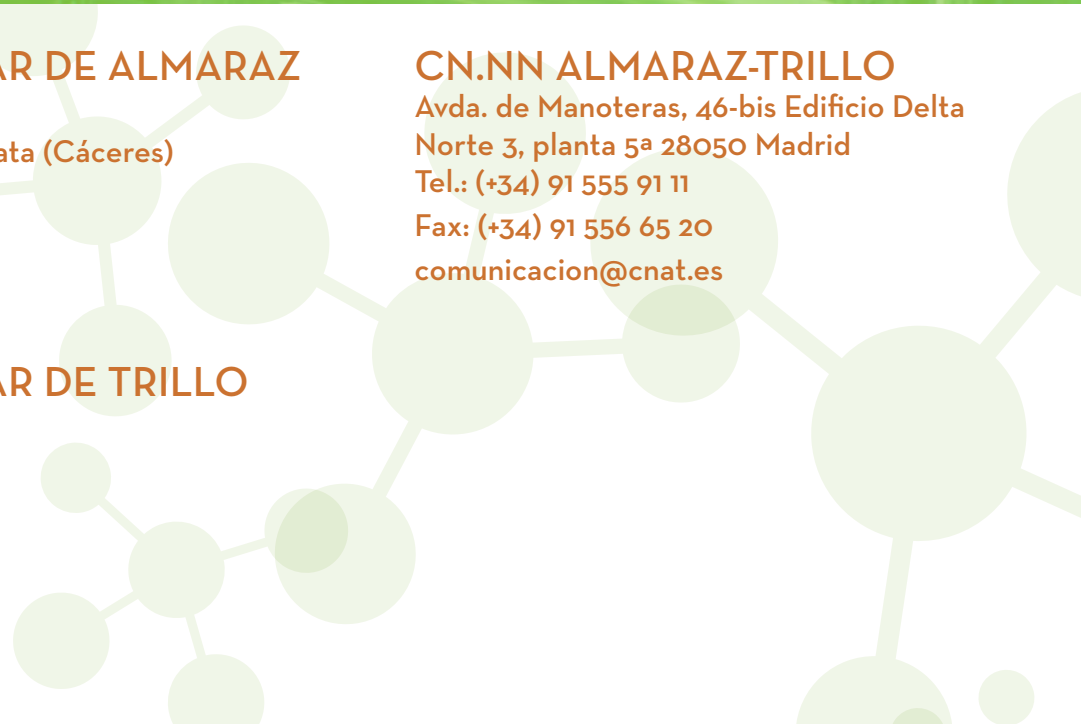 AR DE ALMARAZ
ata (Cáceres)
AR DE TRILLO
CN.NN ALMARAZ-TRILLO
Avda. de Manoteras, 46-bis Edificio Delta
Norte 3, planta 5ª 28050 Madrid
Tel.: (+34) 91 555 91 11
Fax: (+34) 91 556 65 20
comunicacion@cnat.es